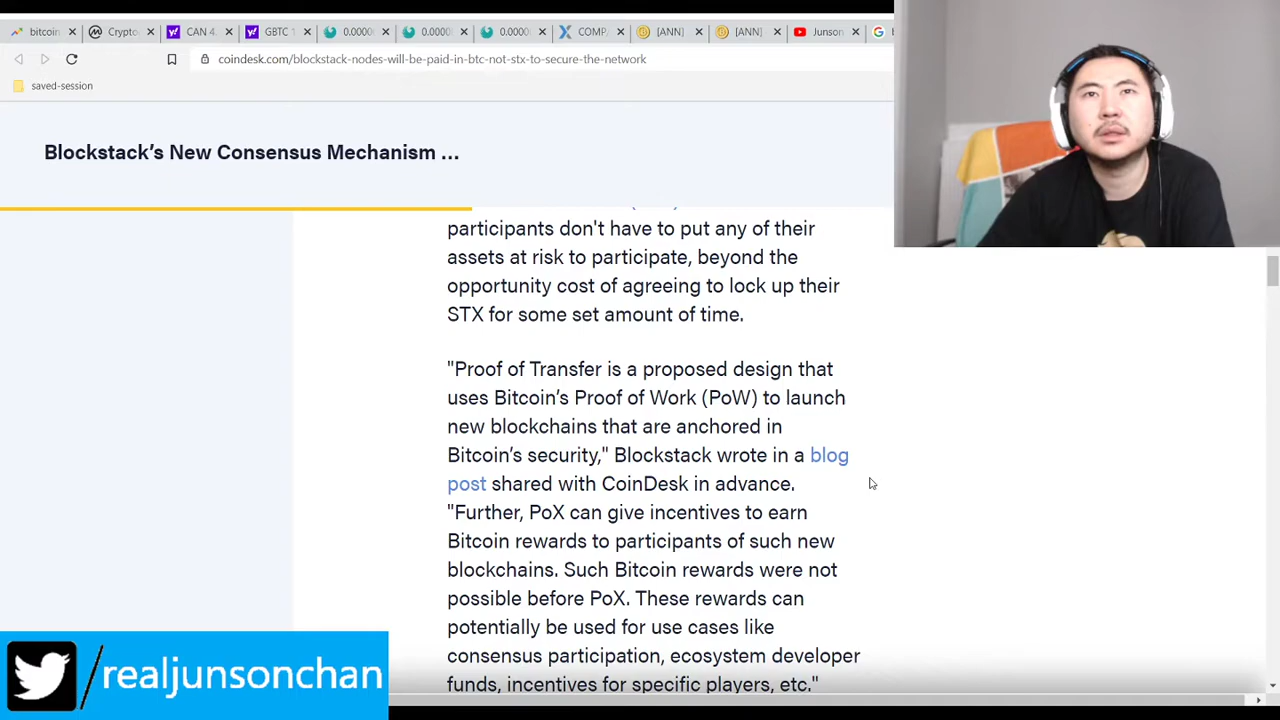 bitcoin
Crypto
CAN 4.
GBTC 1
0.0000
0.0000
0.0000
COMP
[ANN]
[ANN]
Junson
coindesk.com/blockstack-nodes-will-be-paid-in-btc-not-stx-to-secure-the-network
saved-session
Blockstack’s New Consensus Mechanism …
participants don't have to put any of their
assets at risk to participate, beyond the
opportunity cost of agreeing to lock up their
STX for some set amount of time.
"Proof of Transfer is a proposed design that
uses Bitcoin’s Proof of Work (PoW) to launch
new blockchains that are anchored in
Bitcoin’s security," Blockstack wrote in a blog
post shared with CoinDesk in advance.
"Further, PoX can give incentives to earn
Bitcoin rewards to participants of such new
blockchains. Such Bitcoin rewards were not
possible before PoX. These rewards can
potentially be used for use cases like
consensus participation, ecosystem developer
funds, incentives for specific players, etc."
/realjunsonchan